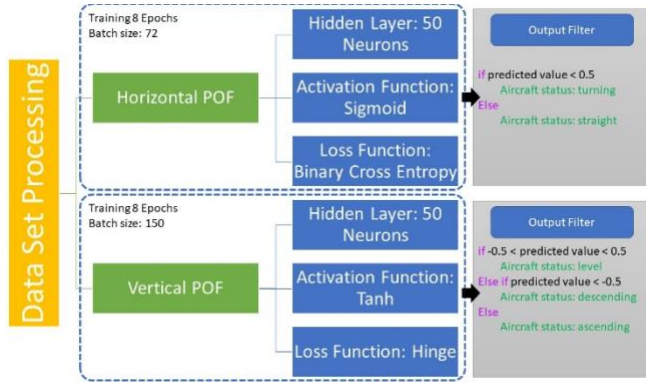 Data Set Processing
Training 8 Epochs
Batch size: 72
Horizontal POF
Hidden Layer: 50
Neurons
Activation Function:
Sigmoid
Loss Function:
Binary Cross Entropy
Output Filter
if predicted value < 0.5
Aircraft status: turning
Else
Aircraft status: straight
Training 8 Epochs
Batch size: 150
Vertical POF
Hidden Layer: 50
Neurons
Activation Function:
Tanh
Loss Function: Hinge
Output Filter
if -0.5 < predicted value < 0.5
Aircraft status: level
Else if predicted value < -0.5
Aircraft status: descending
Else
Aircraft status: ascending